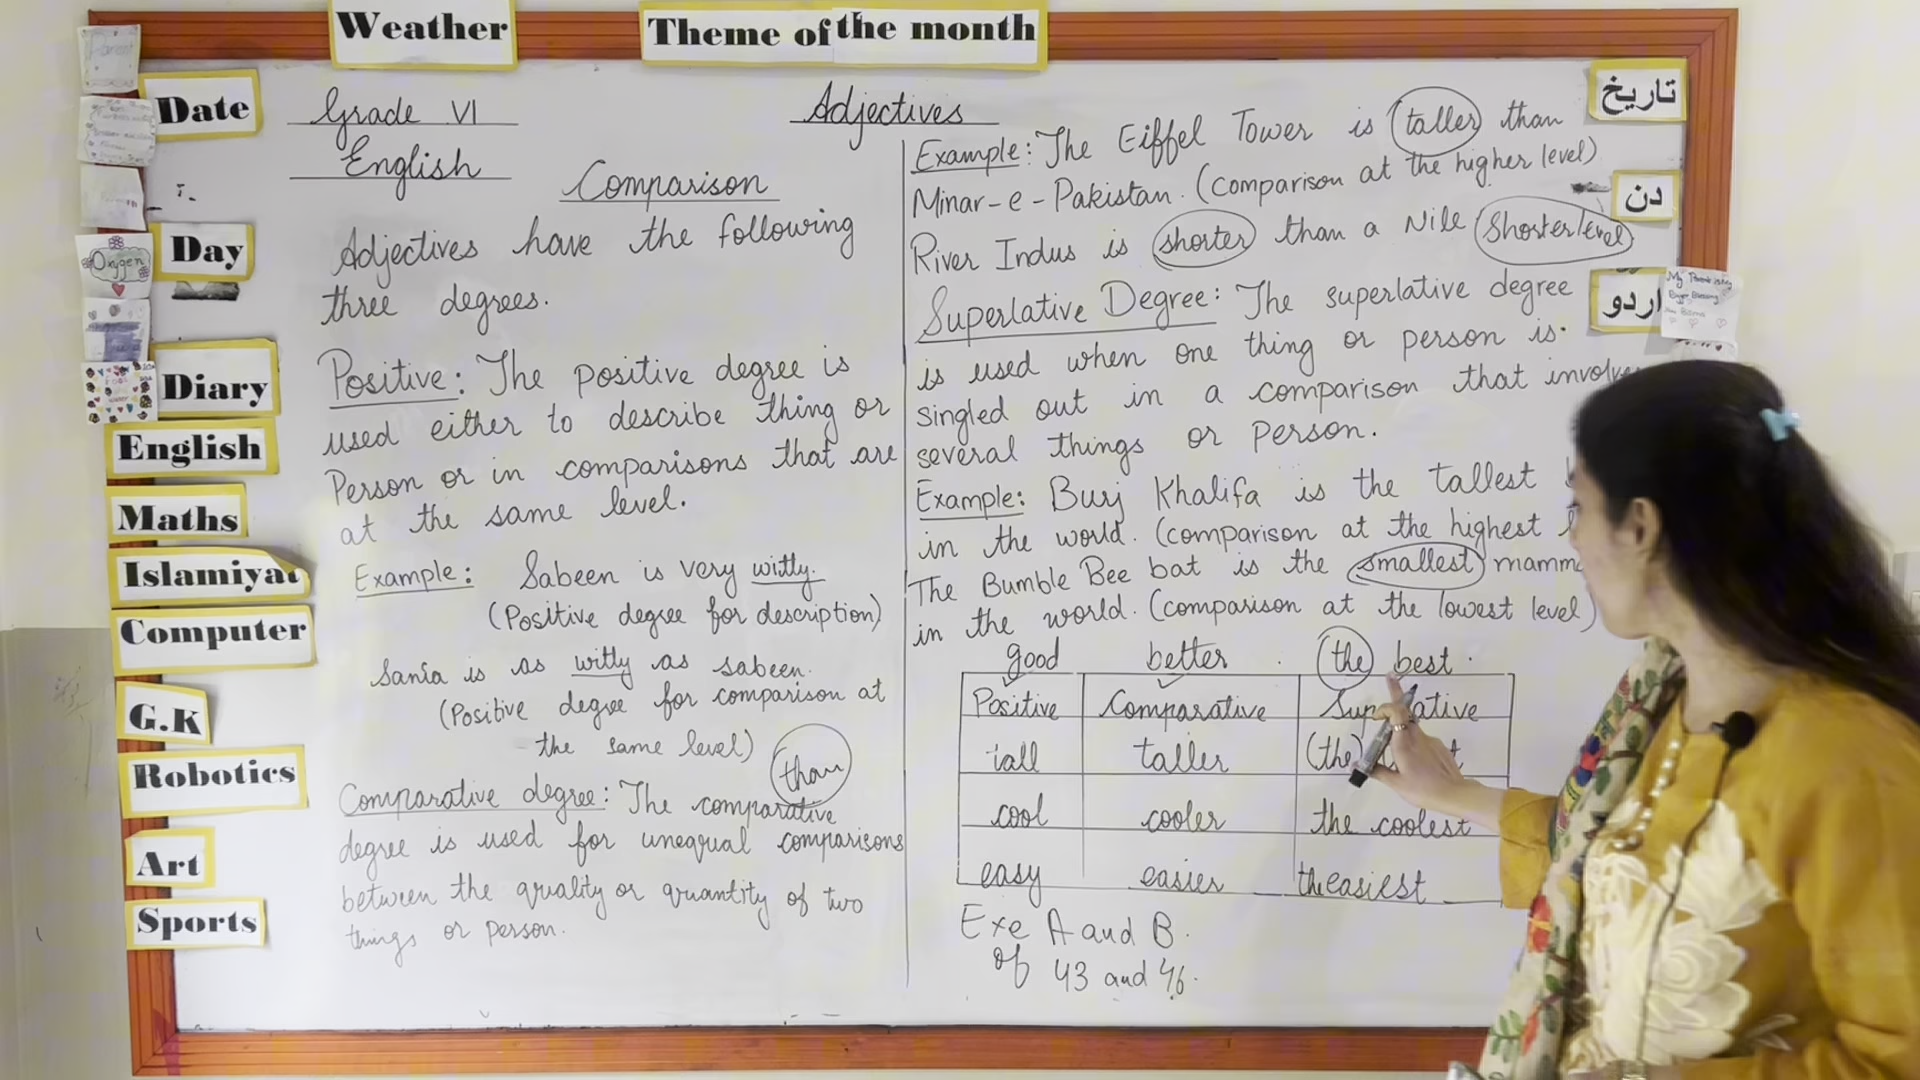 Weather
Theme of the month
Date
Day
Diary
English
Maths
Islamiyat
Computer
G.K
Robotics
Art
Sports
Oxygen
Grade VI
English
Adjectives
Comparison
Adjectives have the following
three degrees.
Positive: The positive degree is
used either to describe thing or
Person or in comparisons that are
at the same level.
Example: Sabeen is very witty.
(Positive degree for description)
Sania is as witty as sabeen.
(Positive degree for comparison at
the same level)
than
Comparative degree: The comparative
degree is used for unequal comparisons
between the quality or quantity of two
things or person.
Example: The Eiffel Tower is taller than
Minar-e-Pakistan. (comparison at the higher level)
River Indus is shorter than a Nile (Shorter level)
Superlative Degree: The superlative degree
is used when one thing or person is.
singled out in a comparison that involve
several things or person.
Example: Burj Khalifa is the tallest
in the world. (comparison at the highest
The Bumble Bee bat is the smallest mamm
in the world. (comparison at the lowest level)
good better . (the) best .
Positive Comparative
tall taller (the)
cool cooler the coolest
easy easier the easiest
Exe A and B.
of 43 and 46.
تاریخ
دن
اردو